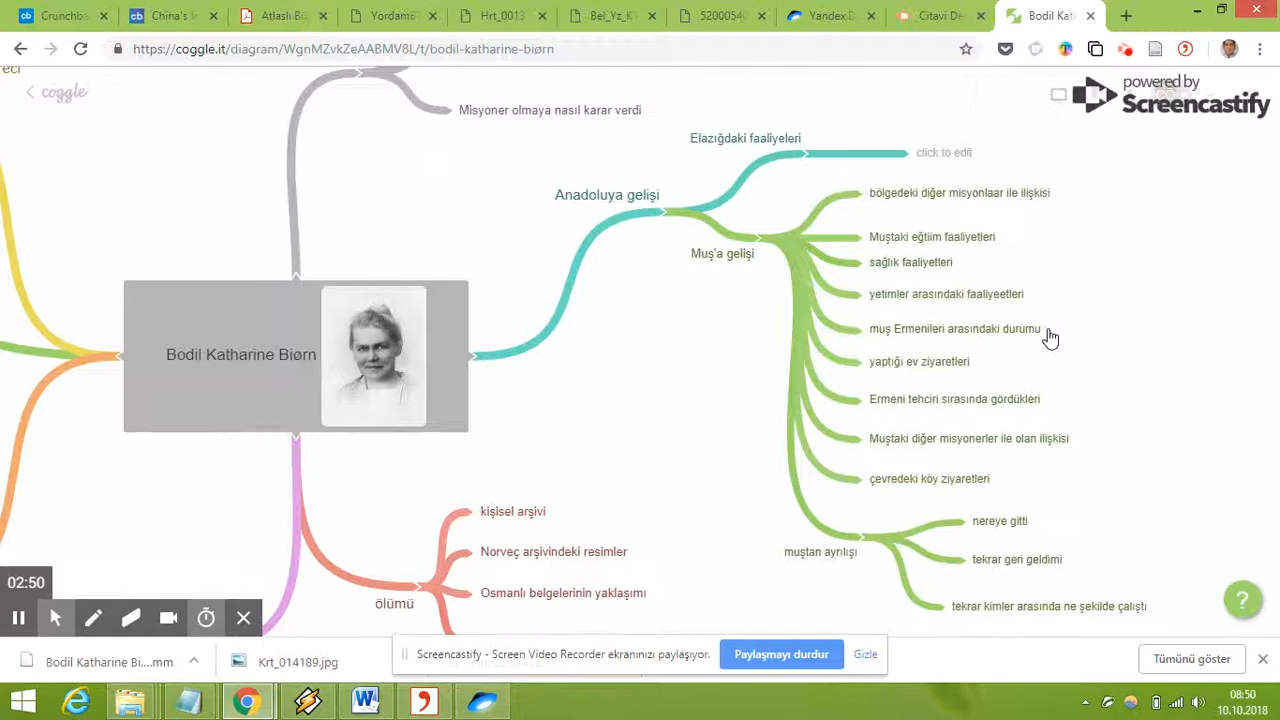 Crunchb
China's In
Atlaslı Bü
YordamBT
Hrt_0013
Bel_Yz_K
52000540
Yandex.D
Citavi De
Bodil Kat
https://coggle.it/diagram/WgnMZvkZeAABMV8L/t/bodil-katharine-biørn
reci
coggle
powered by
Screencastify
Misyoner olmaya nasıl karar verdi
Elazığdaki faaliyeleri
click to edit
Anadoluya gelişi
bölgedeki diğer misyonlaar ile ilişkisi
Muştaki eğtiim faaliyetleri
Muş'a gelişi
sağlık faaliyetleri
yetimler arasındaki faaliyeetleri
muş Ermenileri arasındaki durumu
Bodil Katharine Biørn
yaptığı ev ziyaretleri
Ermeni tehciri sırasında gördükleri
Muştaki diğer misyonerler ile olan ilişkisi
çevredeki köy ziyaretleri
kişisel arşivi
nereye gitti
Norveç arşivindeki resimler
muştan ayrılışı
tekrar geri geldimi
Osmanlı belgelerinin yaklaşımı
ölümü
tekrar kimler arasında ne şekilde çalıştı
02:50
?
Screencastify - Screen Video Recorder ekranınızı paylaşıyor.
Paylaşmayı durdur
Gizle
Bodil Katharine Bi....mm
Krt_014189.jpg
Tümünü göster
08:50
10.10.2018